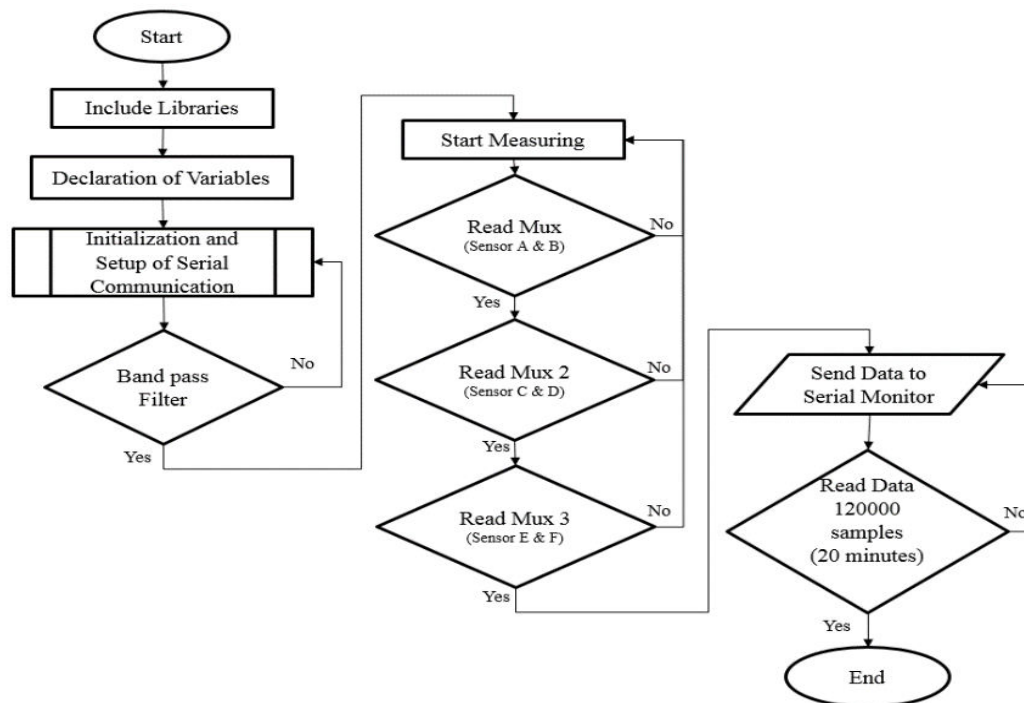 Start
Include Libraries
Declaration of Variables
Initialization and
Setup of Serial
Communication
Band pass
Filter
No
Yes
Start Measuring
Read Mux
(Sensor A & B)
No
Yes
Read Mux 2
(Sensor C & D)
No
Yes
Read Mux 3
(Sensor E & F)
No
Yes
Send Data to
Serial Monitor
Read Data
120000
samples
(20 minutes)
No
Yes
End